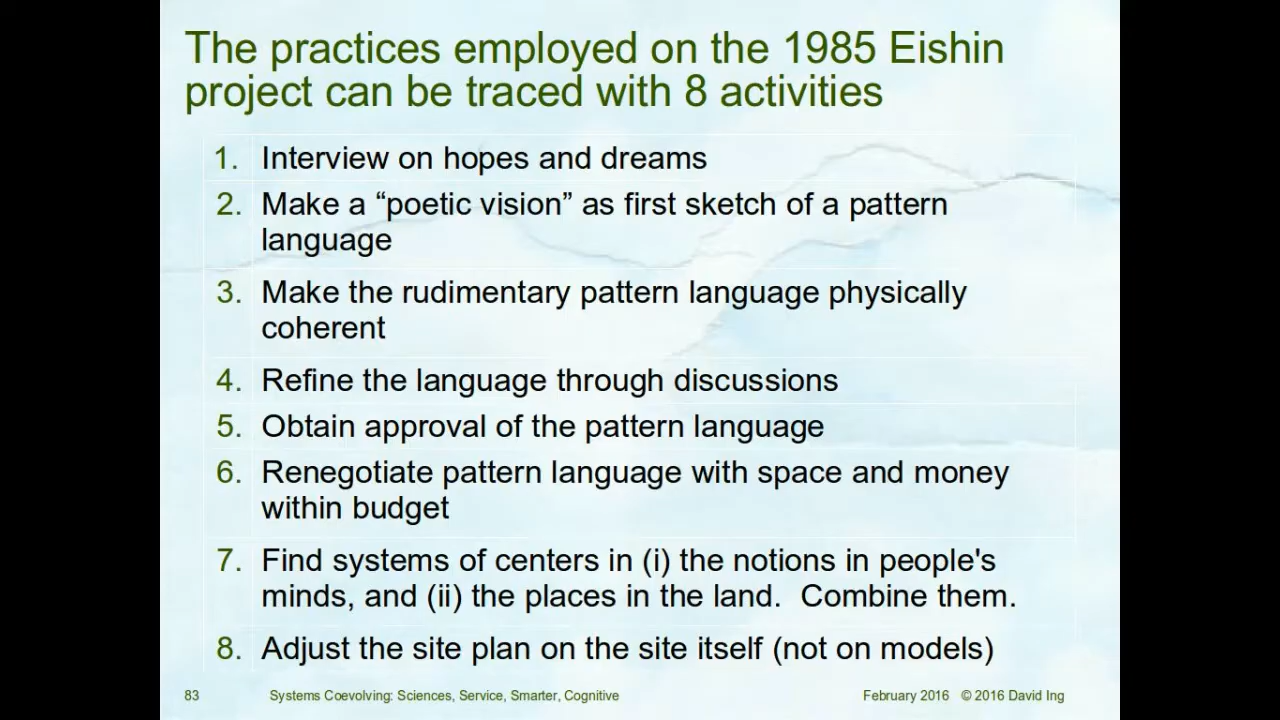 The practices employed on the 1985 Eishin
project can be traced with 8 activities
1. Interview on hopes and dreams
2. Make a “poetic vision” as first sketch of a pattern
language
3. Make the rudimentary pattern language physically
coherent
4. Refine the language through discussions
5. Obtain approval of the pattern language
6. Renegotiate pattern language with space and money
within budget
7. Find systems of centers in (i) the notions in people's
minds, and (ii) the places in the land.  Combine them.
8. Adjust the site plan on the site itself (not on models)
83 Systems Coevolving: Sciences, Service, Smarter, Cognitive February 2016 © 2016 David Ing